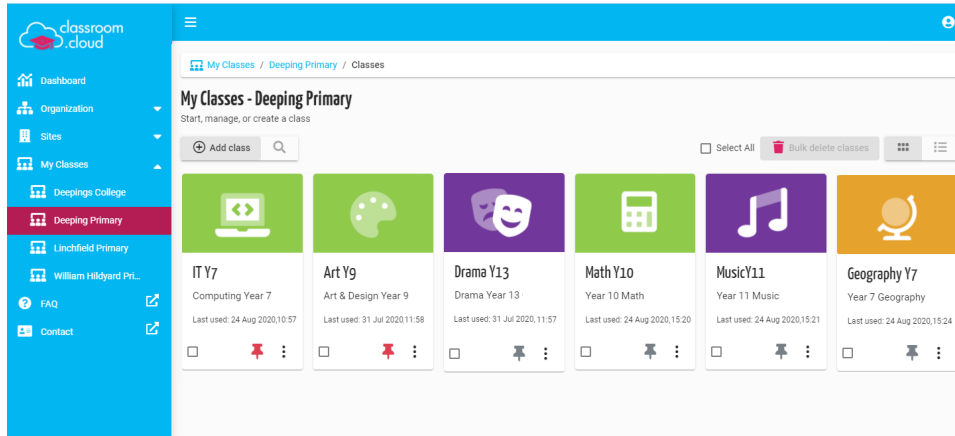 classroom
.cloud
Dashboard
Organization
Sites
My Classes
Deepings College
Deeping Primary
Linchfield Primary
William Hildyard Pri...
FAQ
Contact
My Classes / Deeping Primary / Classes
My Classes - Deeping Primary
Start, manage, or create a class
Add class
Select All
Bulk delete classes
IT Y7
Computing Year 7
Last used: 24 Aug 2020,10:57
Art Y9
Art & Design Year 9
Last used: 31 Jul 2020,11:58
Drama Y13
Drama Year 13
Last used: 31 Jul 2020, 11:57
Math Y10
Year 10 Math
Last used: 24 Aug 2020,15:20
MusicY11
Year 11 Music
Last used: 24 Aug 2020,15:21
Geography Y7
Year 7 Geography
Last used: 24 Aug 2020,15:24